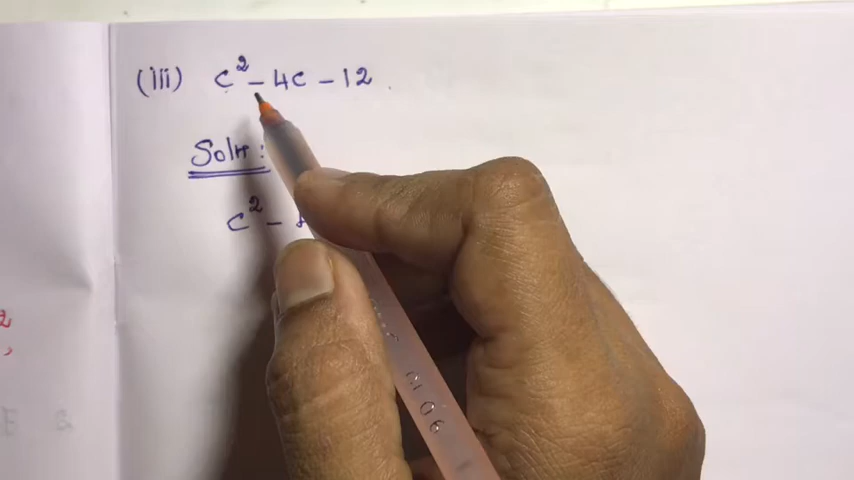 (iii) c² - 4c - 12
Soln:
c² -